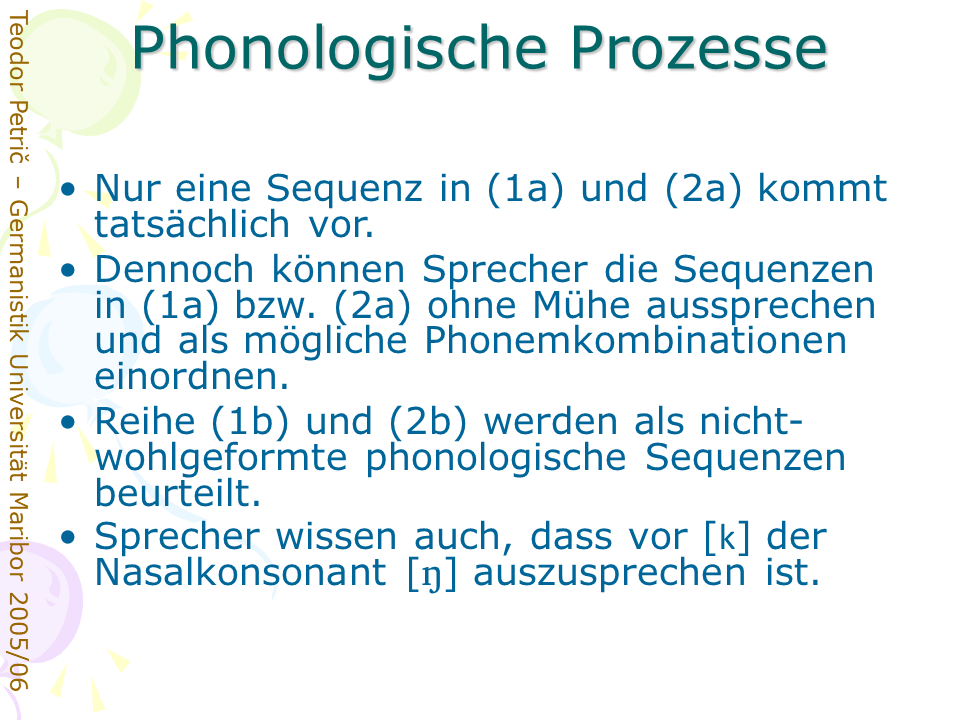 Phonologische Prozesse
• Nur eine Sequenz in (1a) und (2a) kommt
tatsächlich vor.
• Dennoch können Sprecher die Sequenzen
in (1a) bzw. (2a) ohne Mühe aussprechen
und als mögliche Phonemkombinationen
einordnen.
• Reihe (1b) und (2b) werden als nicht-
wohlgeformte phonologische Sequenzen
beurteilt.
• Sprecher wissen auch, dass vor [k] der
Nasalkonsonant [ŋ] auszusprechen ist.
Teodor Petrič – Germanistik Universität Maribor 2005/06